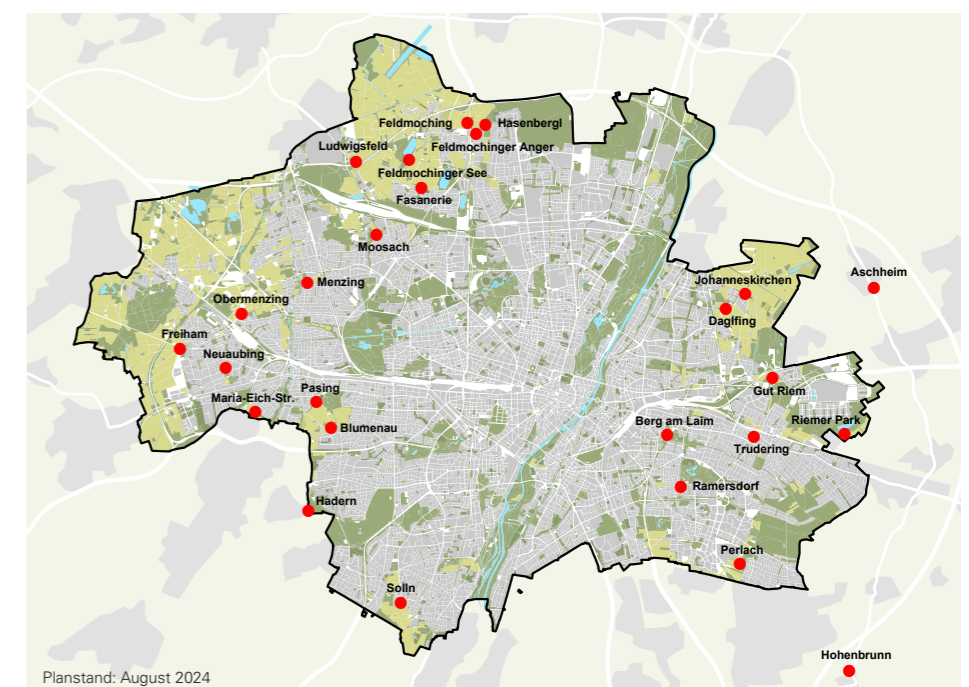 Feldmoching
Hasenbergl
Feldmochinger Anger
Ludwigsfeld
Feldmochinger See
Fasanerie
Moosach
Menzing
Obermenzing
Johanneskirchen
Aschheim
Daglfing
Freiham
Neuaubing
Maria-Eich-Str.
Pasing
Blumenau
Gut Riem
Riemer Park
Berg am Laim
Trudering
Ramersdorf
Hadern
Perlach
Solln
Hohenbrunn
Planstand: August 2024